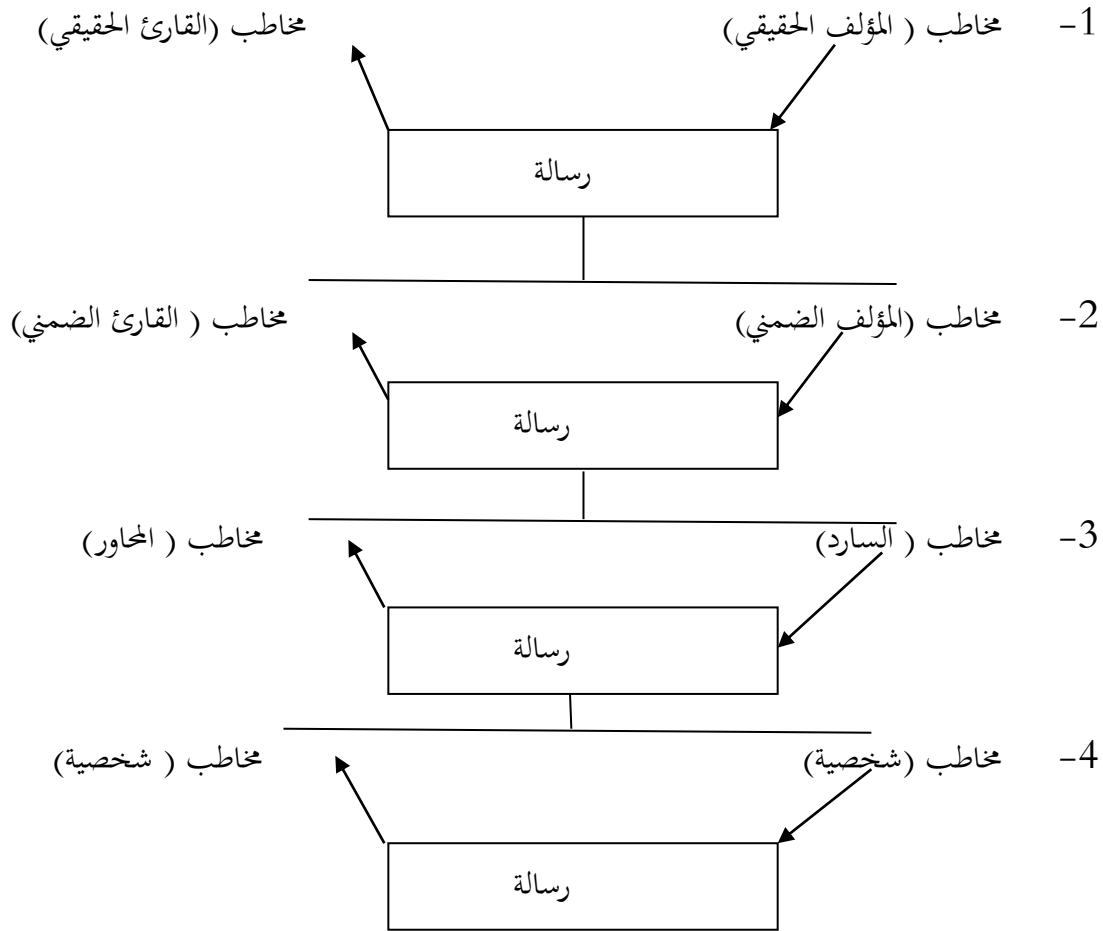 1- مخاطب ( المؤلف الحقيقي) مخاطب (القارئ الحقيقي)
رسالة
2- مخاطب (المؤلف الضمني) مخاطب ( القارئ الضمني)
رسالة
3- مخاطب ( السارد) مخاطب ( المحاور)
رسالة
4- مخاطب (شخصية) مخاطب ( شخصية)
رسالة